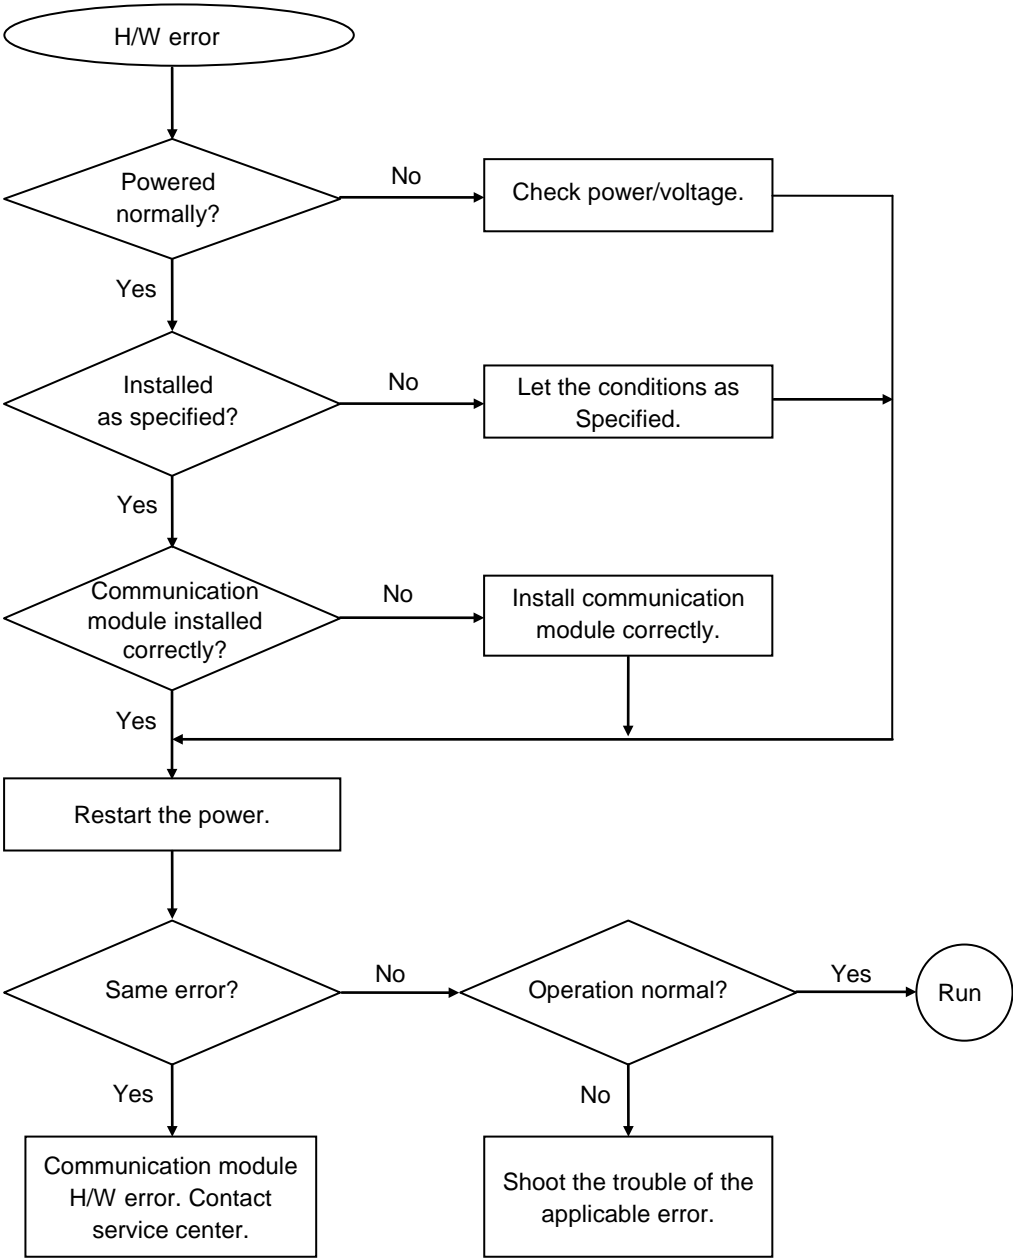 H/W error
Powered
normally?
No
Check power/voltage.
Yes
Installed
as specified?
No
Let the conditions as
Specified.
Yes
Communication
module installed
correctly?
No
Install communication
module correctly.
Yes
Restart the power.
Same error?
No
Operation normal?
Yes
Run
Yes
Communication module
H/W error. Contact
service center.
No
Shoot the trouble of the
applicable error.